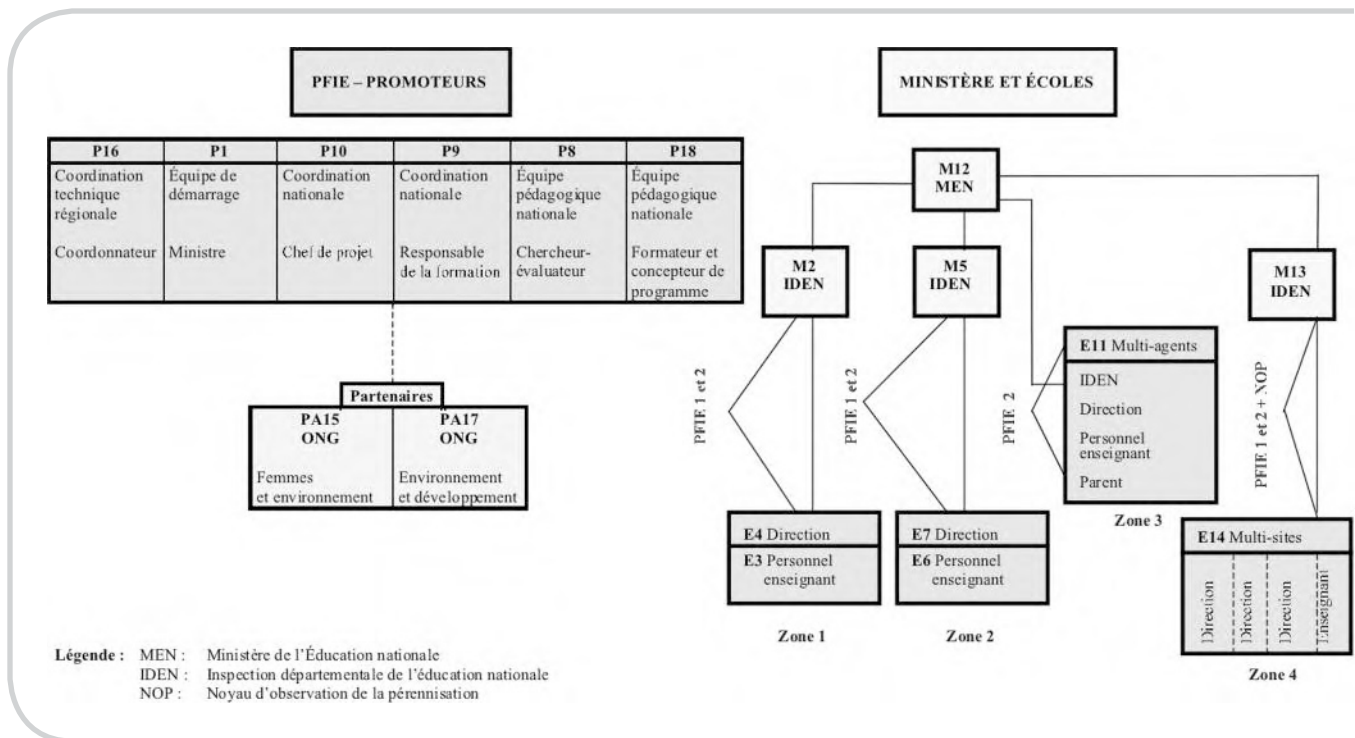 PFIE – PROMOTEURS
MINISTÈRE ET ÉCOLES
P16
Coordination
technique
régionale
Coordonnateur
P1
Équipe de
démarrage
Ministre
P10
Coordination
nationale
Chef de projet
P9
Coordination
nationale
Responsable
de la formation
P8
Équipe
pédagogique
nationale
Chercheur-
évaluateur
P18
Équipe
pédagogique
nationale
Formateur et
concepteur de
programme
Partenaires
PA15
ONG
Femmes
et environnement
PA17
ONG
Environnement
et développement
M12
MEN
M2
IDEN
M5
IDEN
M13
IDEN
PFIE 1 et 2
E4 Direction
E3 Personnel
enseignant
Zone 1
PFIE 1 et 2
E7 Direction
E6 Personnel
enseignant
Zone 2
PFIE 2
E11 Multi-agents
IDEN
Direction
Personnel
enseignant
Parent
Zone 3
PFIE 1 et 2 + NOP
E14 Multi-sites
Direction
Direction
Direction
Enseignant
Zone 4
Légende : MEN : Ministère de l’Éducation nationale
IDEN : Inspection départementale de l’éducation nationale
NOP : Noyau d’observation de la pérennisation